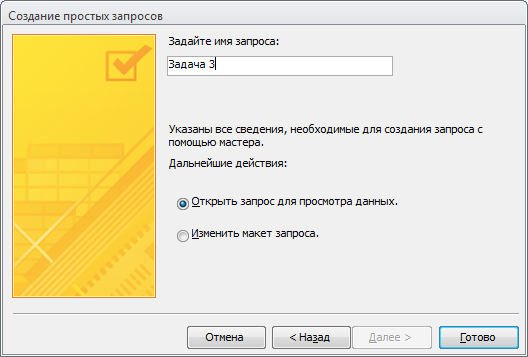 Создание простых запросов
Задайте имя запроса:
Задача 3
Указаны все сведения, необходимые для создания запроса с
помощью мастера.
Дальнейшие действия:
Открыть запрос для просмотра данных.
Изменить макет запроса.
Отмена
< Назад
Далее >
Готово